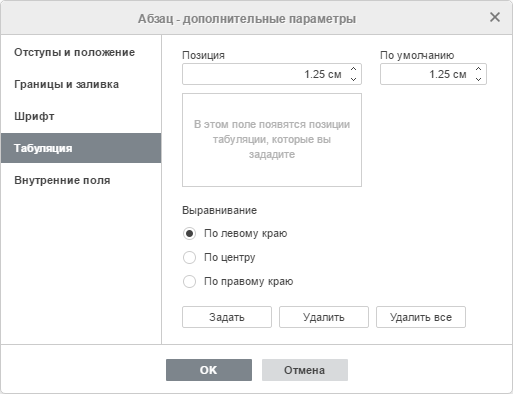 Абзац - дополнительные параметры
Отступы и положение
Границы и заливка
Шрифт
Табуляция
Внутренние поля
Позиция
По умолчанию
1.25 см
1.25 см
В этом поле появятся позиции
табуляции, которые вы
зададите
Выравнивание
По левому краю
По центру
По правому краю
Задать
Удалить
Удалить все
OK
Отмена